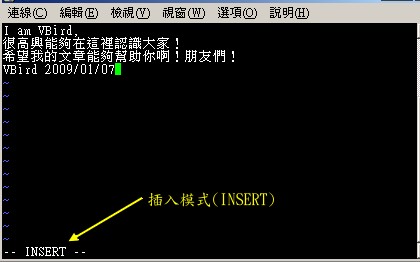 連線(C) 編輯(E) 檢視(V) 視窗(W) 選項(O) 說明(H)
I am VBird,
很高興能夠在這裡認識大家！
希望我的文章能夠幫助你啊！朋友們！
VBird 2009/01/07
~
~
~
~
~
~
~
~
~
~
~
~
插入模式(INSERT)
-- INSERT --